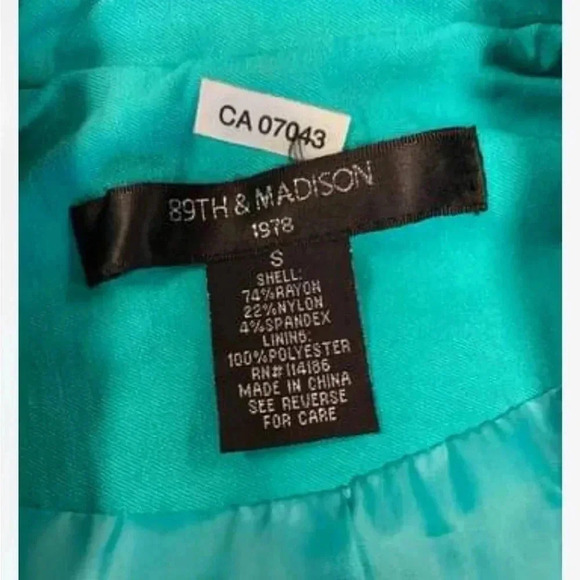 CA 07043
89TH & MADISON
1978
S
SHELL:
74%RAYON
22%NYLON
4%SPANDEX
LINING:
100%POLYESTER
RN#114186
MADE IN CHINA
SEE REVERSE
FOR CARE